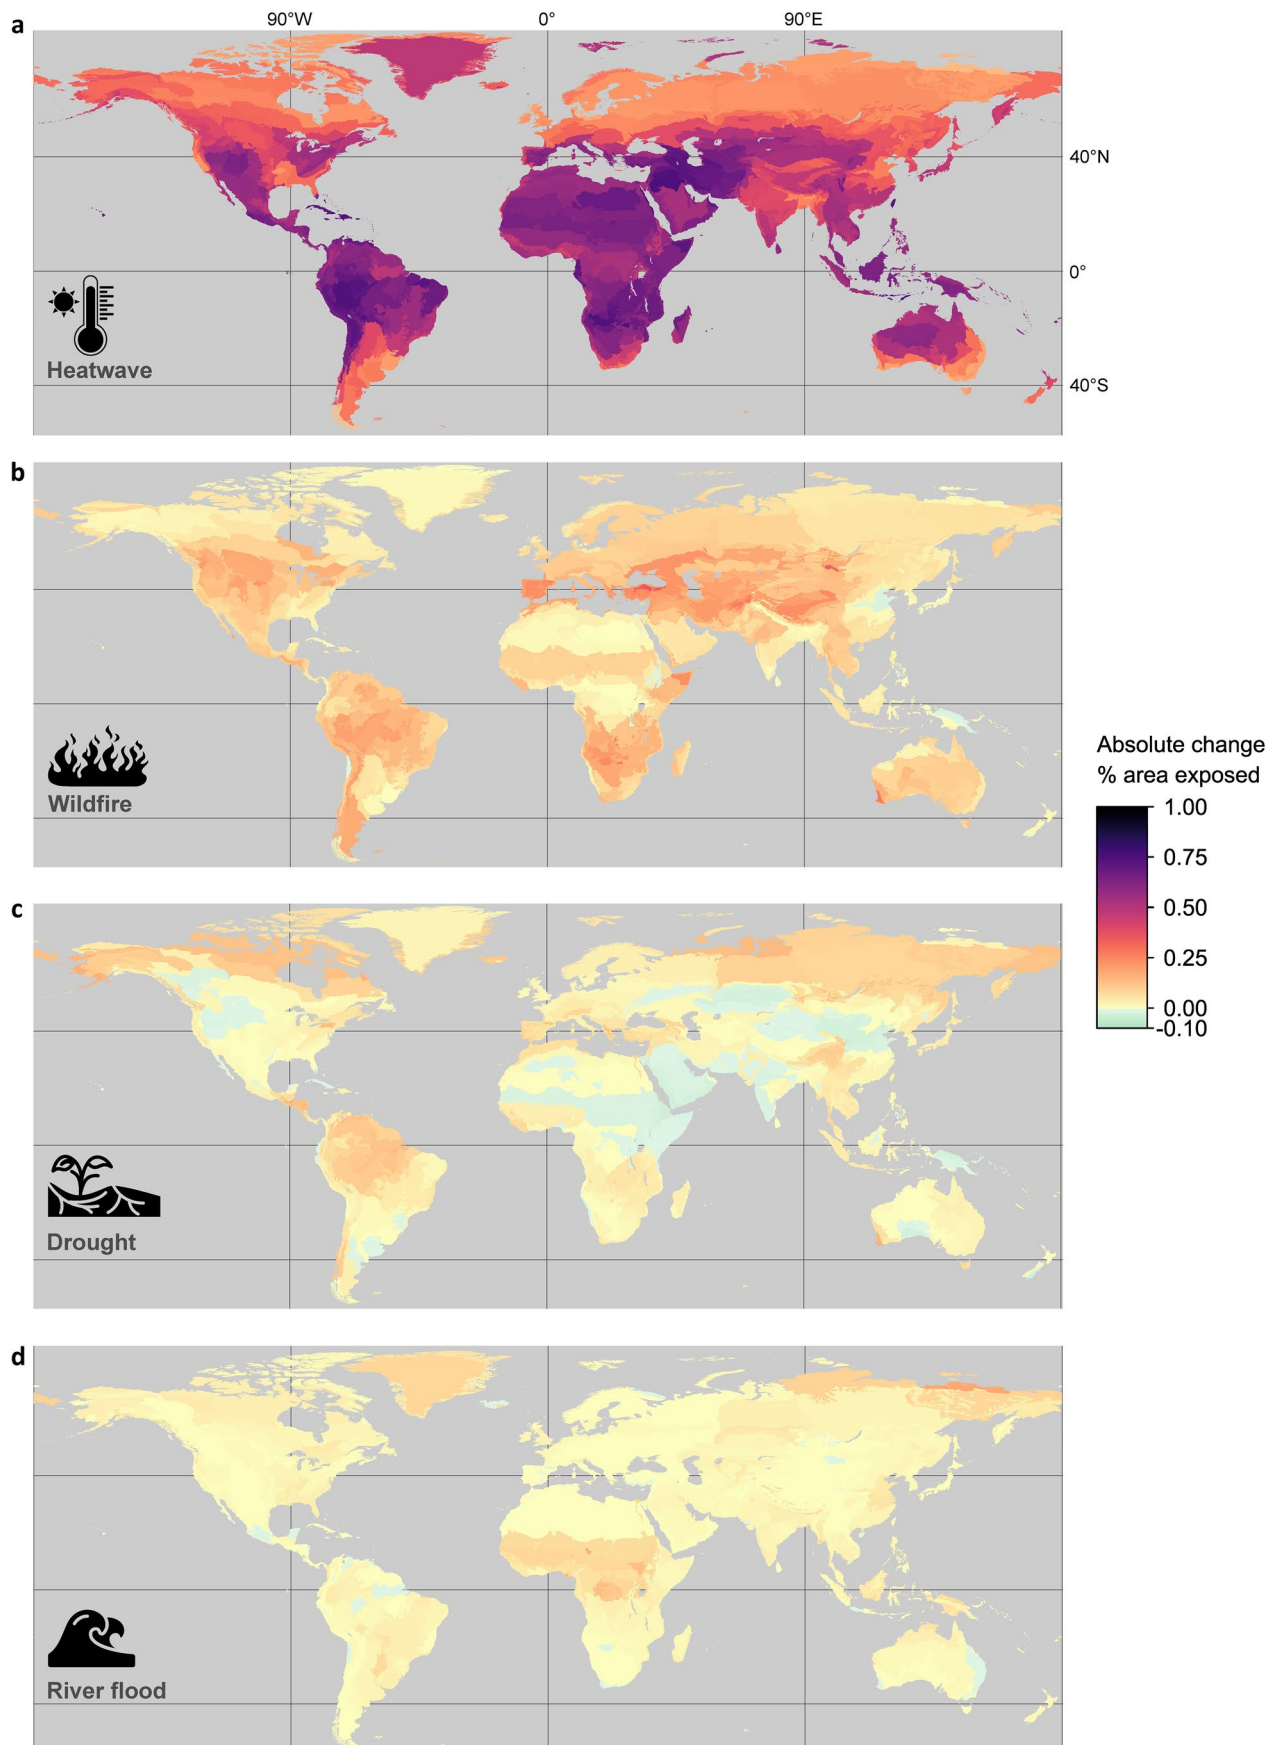 a
90°W 0° 90°E
40°N
0°
Heatwave
40°S
b
Wildfire
Absolute change
% area exposed
1.00
0.75
0.50
0.25
0.00
-0.10
c
Drought
d
River flood